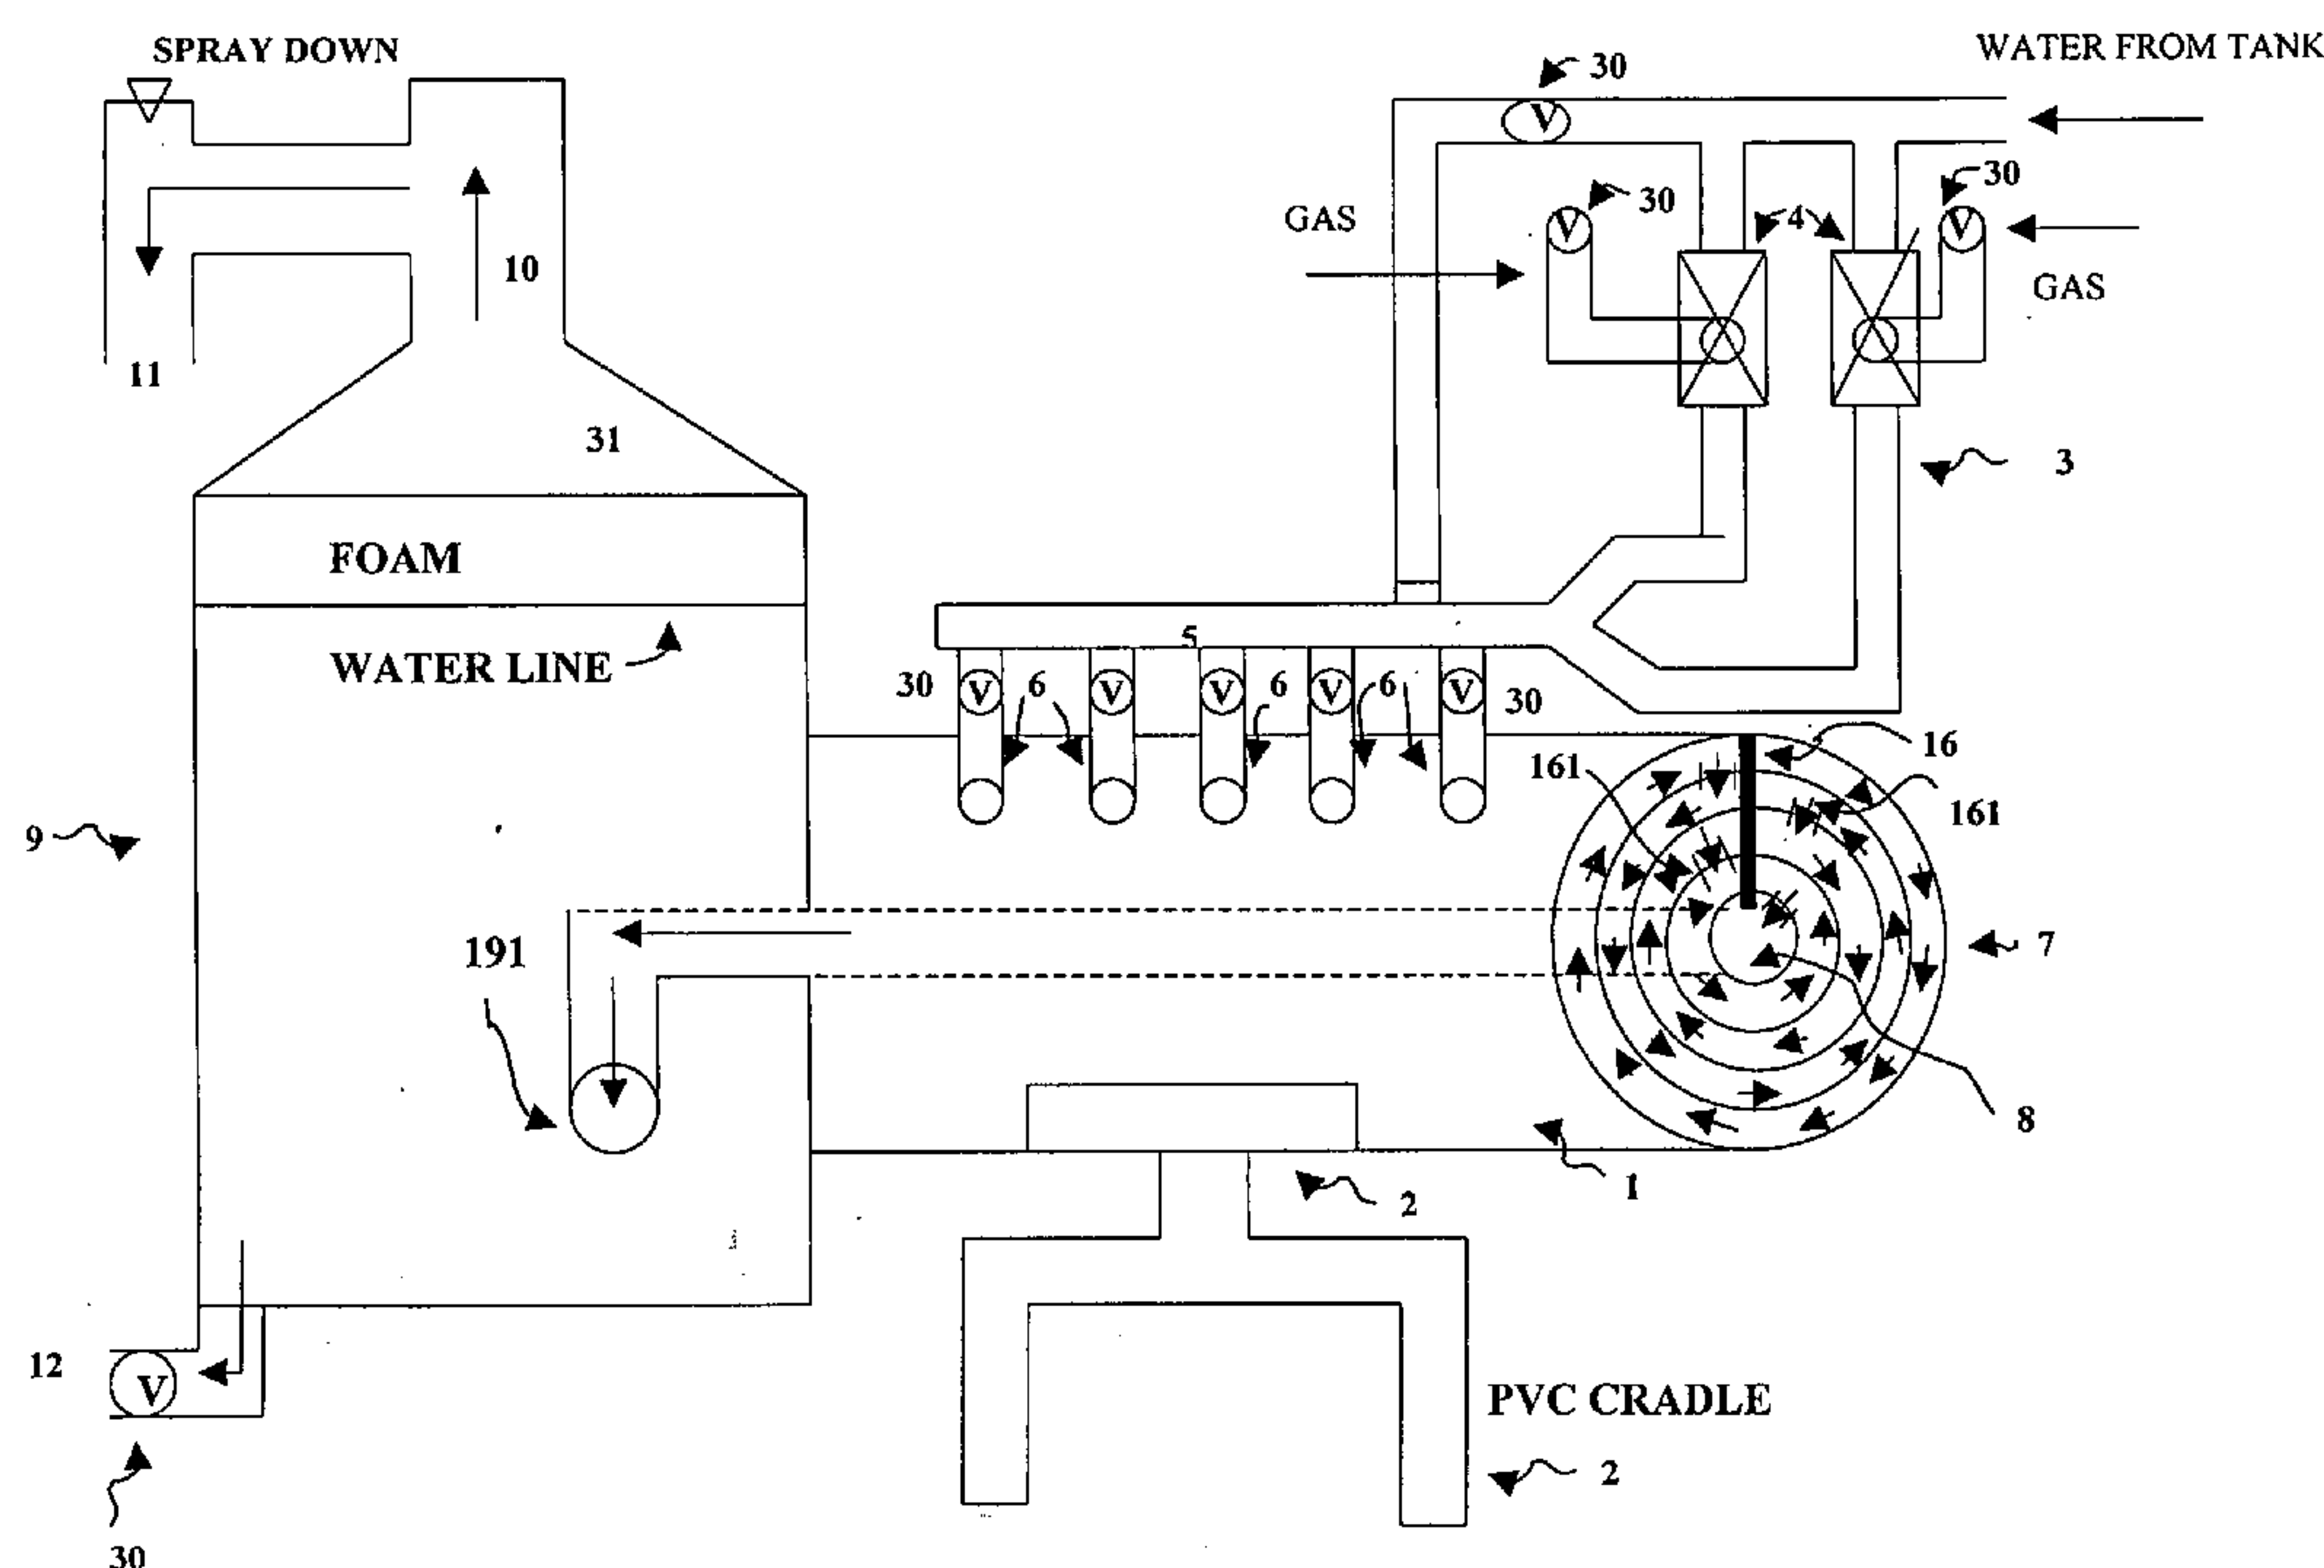 SPRAY DOWN
WATER FROM TANK
30
V
30
30
GAS
V
4
V
10
GAS
11
31
3
FOAM
5
WATER LINE
30
V
6
V
V
6
V
6
V
30
16
161
161
9
191
7
8
1
2
12
V
PVC CRADLE
2
30